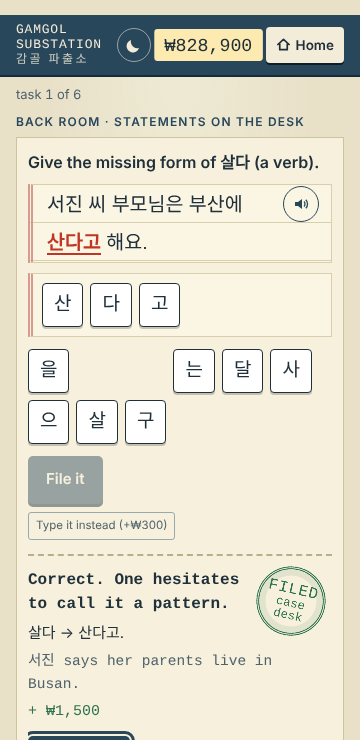 GAMGOL
SUBSTATION
감골 파출소
₩828,900
Home
task 1 of 6
BACK ROOM · STATEMENTS ON THE DESK
Give the missing form of 살다 (a verb).
서진 씨 부모님은 부산에
산다고 해요.
산 다 고
을 는 달 사
으 살 구
File it
Type it instead (+₩300)
Correct. One hesitates
to call it a pattern.
FILED
case
desk
살다 → 산다고.
서진 says her parents live in
Busan.
+ ₩1,500